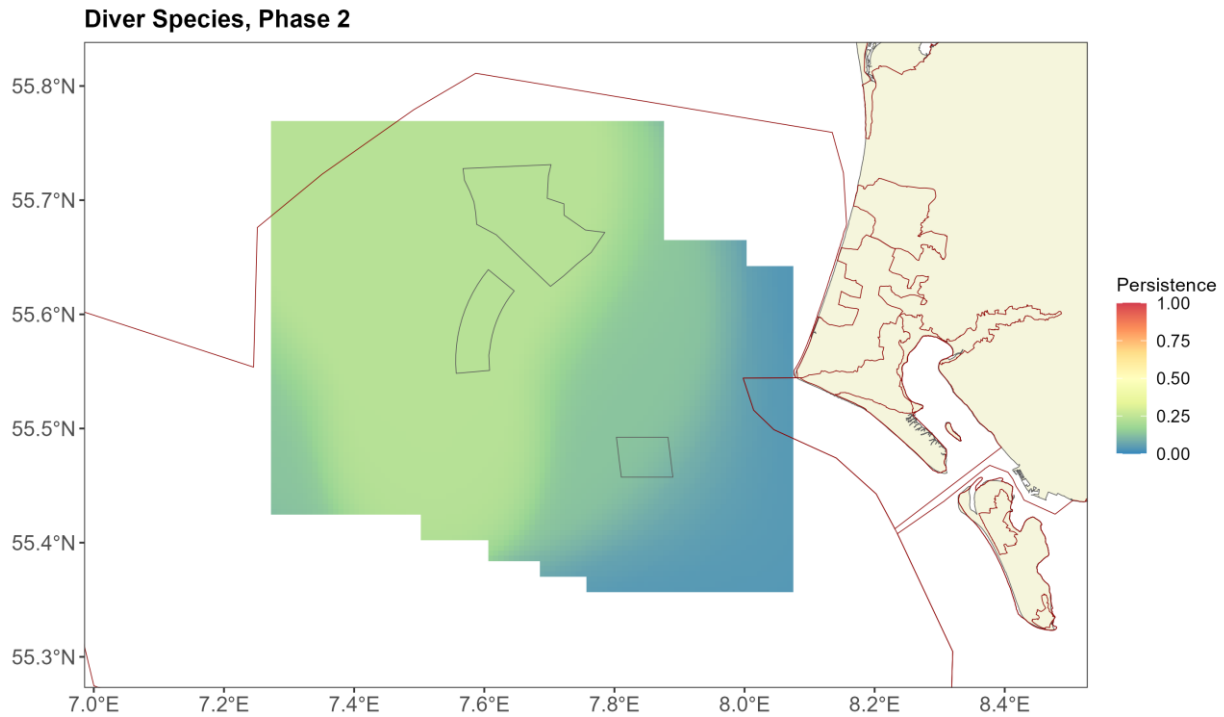 Diver Species, Phase 2
55.8°N
55.7°N
55.6°N
55.5°N
55.4°N
55.3°N
7.0°E 7.2°E 7.4°E 7.6°E 7.8°E 8.0°E 8.2°E 8.4°E
Persistence
1.00
0.75
0.50
0.25
0.00